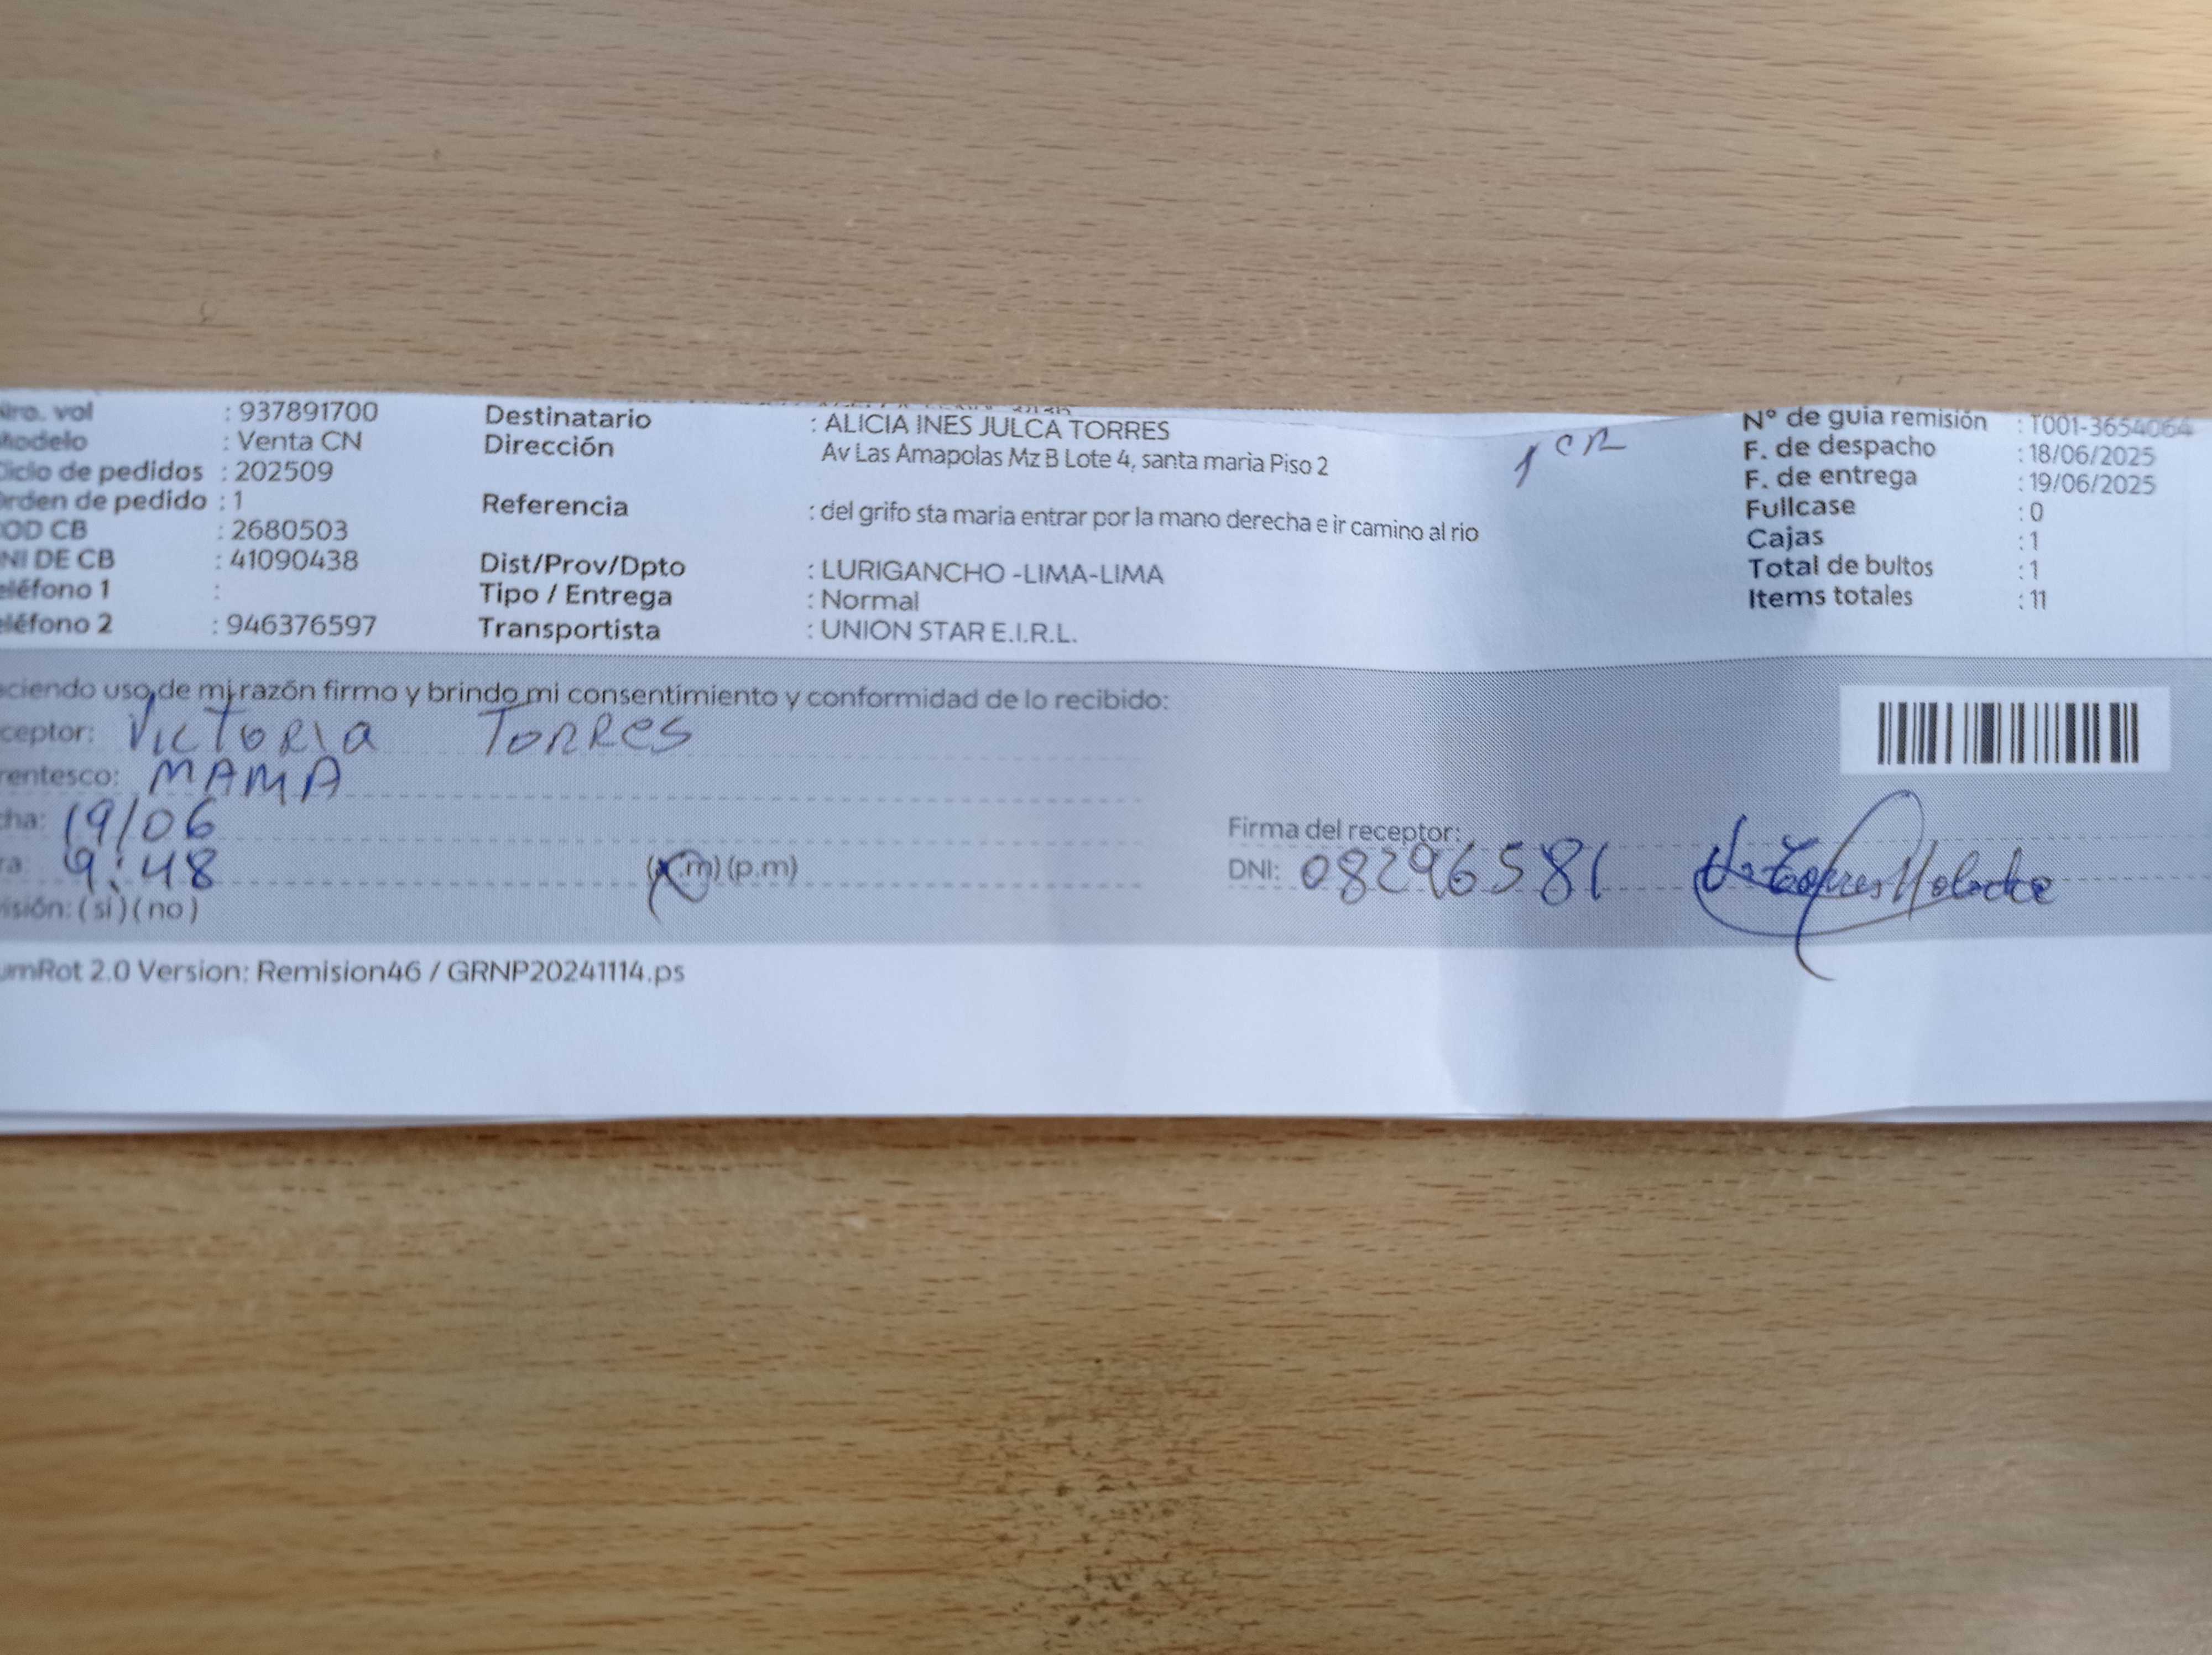 Nro. vol : 937891700
Modelo : Venta CN
Ciclo de pedidos : 202509
rden de pedido : 1
OD CB : 2680503
NI DE CB : 41090438
eléfono 1 :
eléfono 2 : 946376597
Destinatario : ALICIA INES JULCA TORRES
Dirección Av Las Amapolas Mz B Lote 4, santa maria Piso 2
Referencia : del grifo sta maria entrar por la mano derecha e ir camino al rio
Dist/Prov/Dpto : LURIGANCHO -LIMA-LIMA
Tipo / Entrega : Normal
Transportista : UNION STAR E.I.R.L.
1 er
N° de guia remisión : T001-3654064
F. de despacho : 18/06/2025
F. de entrega : 19/06/2025
Fullcase : 0
Cajas : 1
Total de bultos : 1
Items totales : 11
ciendo uso de mi razón firmo y brindo mi consentimiento y conformidad de lo recibido:
ceptor: VICTORIA TORRES
rentesco: MAMA
cha: 19/06
ra: 9:48 (a.m) (p.m)
isión: (si) (no)
Firma del receptor:
DNI: 08296581
umRot 2.0 Version: Remision46 / GRNP20241114.ps